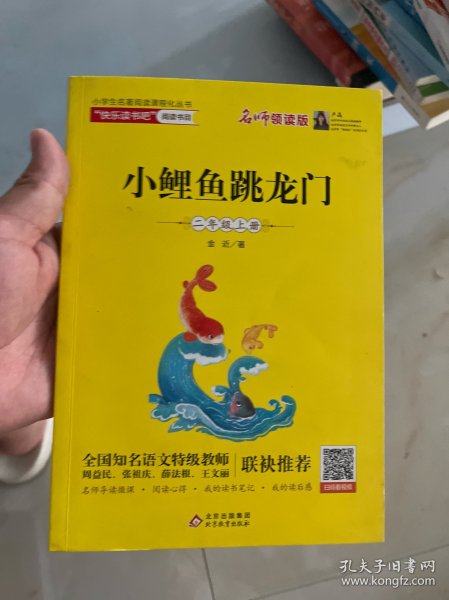 小学生名著阅读课程化丛书
“快乐读书吧” 阅读书目
名师领读版
小鲤鱼跳龙门
二年级上册
金近/著
全国知名语文特级教师
周益民、张祖庆、薛法根、王文丽
联袂推荐
名师导读微课·阅读心得·我的读书笔记·我的读后感
扫码看视频
北京出版集团
北京教育出版社
孔夫子旧书网
www.kongfz.com